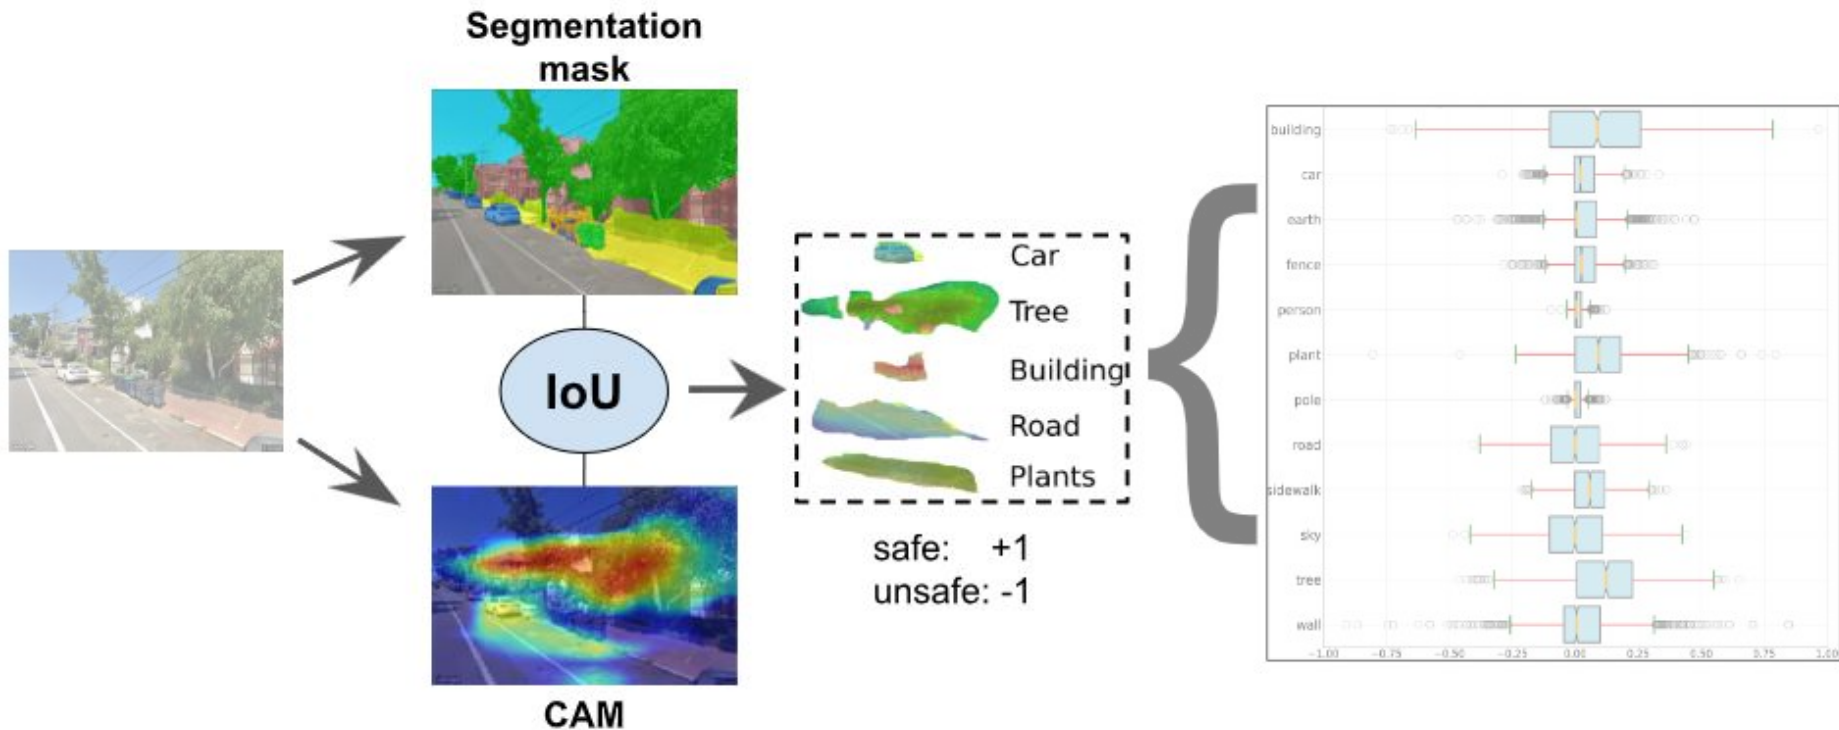 Segmentation
mask
IoU
CAM
Car
Tree
Building
Road
Plants
safe: +1
unsafe: -1
building
car
earth
fence
person
plant
pole
road
sidewalk
sky
tree
wall
−1.00 −0.75 −0.50 −0.25 0.00 0.25 0.50 0.75 1.00